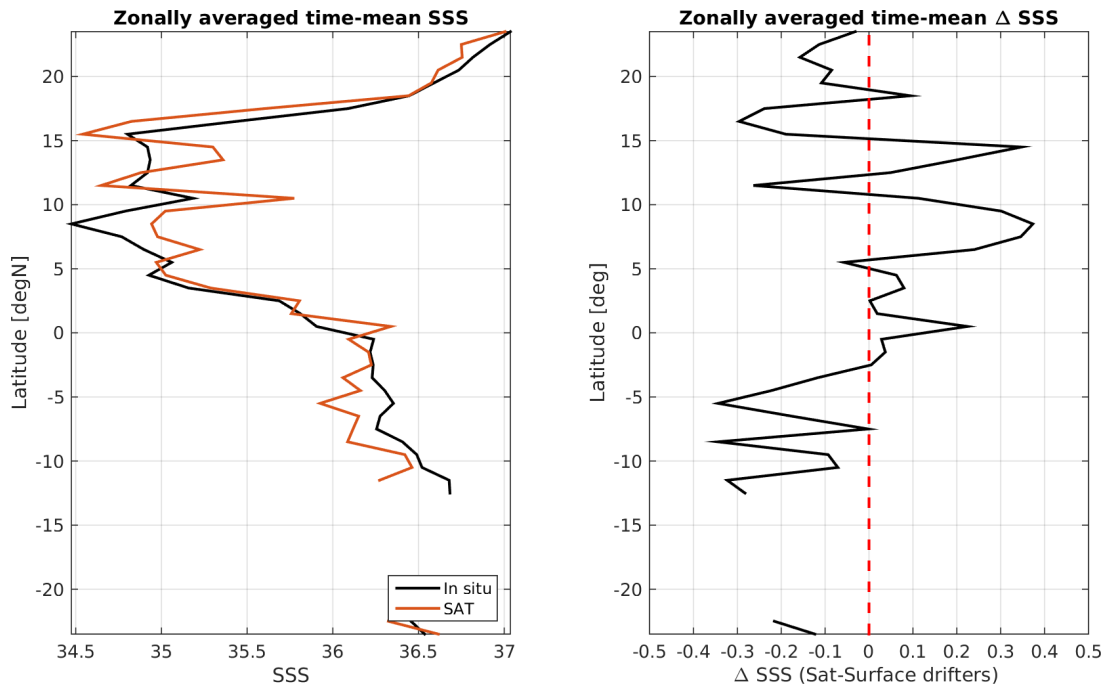 Zonally averaged time-mean SSS
Latitude [degN]
20
15
10
5
0
-5
-10
-15
-20
34.5 35 35.5 36 36.5 37
SSS
In situ
SAT
Zonally averaged time-mean Δ SSS
Latitude [deg]
20
15
10
5
0
-5
-10
-15
-20
-0.5 -0.4 -0.3 -0.2 -0.1 0 0.1 0.2 0.3 0.4 0.5
Δ SSS (Sat-Surface drifters)